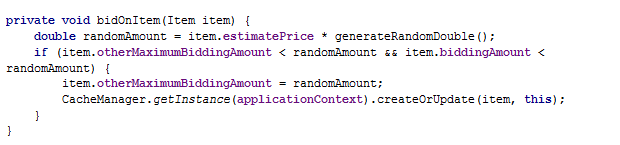 private void bidOnItem(Item item) {
    double randomAmount = item.estimatePrice * generateRandomDouble();
    if (item.otherMaximumBiddingAmount < randomAmount && item.biddingAmount <
randomAmount) {
        item.otherMaximumBiddingAmount = randomAmount;
        CacheManager.getInstance(applicationContext).createOrUpdate(item, this);
    }
}